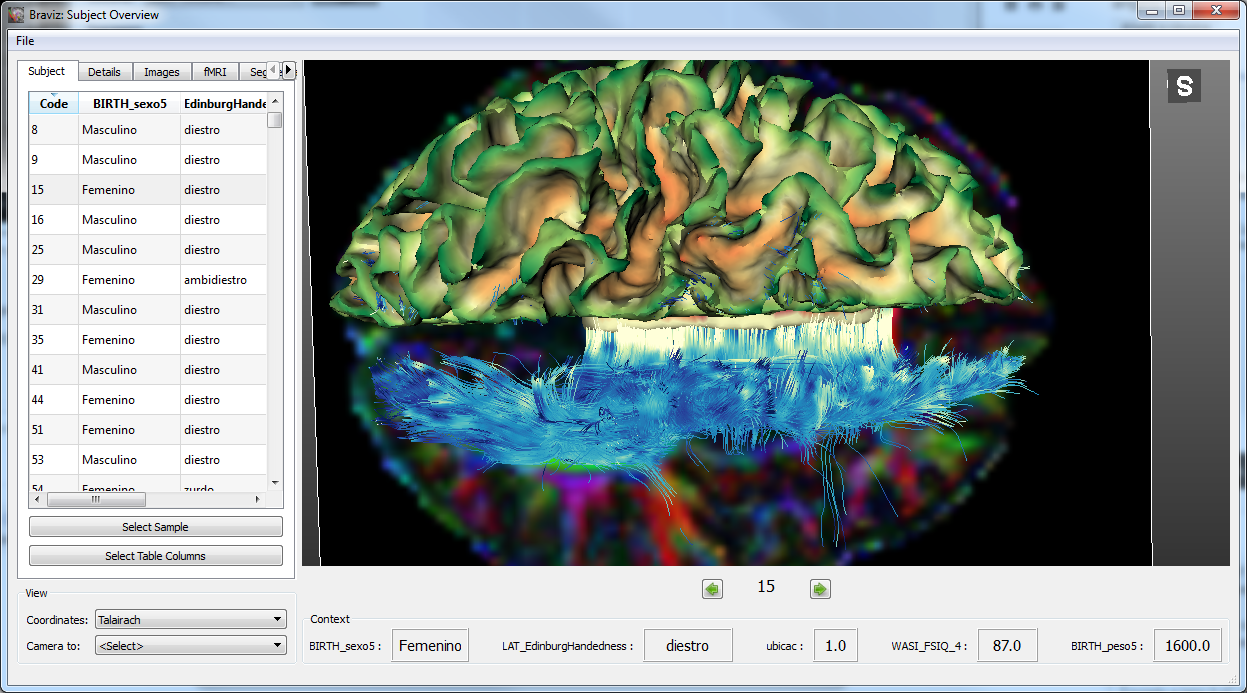 Braviz: Subject Overview
File
Subject Details Images fMRI Seg
Code BIRTH_sexo5 EdinburgHande
8 Masculino diestro
9 Masculino diestro
15 Femenino diestro
16 Masculino diestro
25 Masculino diestro
29 Femenino ambidiestro
31 Masculino diestro
35 Femenino diestro
41 Masculino diestro
44 Femenino diestro
51 Femenino diestro
53 Masculino diestro
54 Femenino zurdo
Select Sample
Select Table Columns
View
Coordinates: Talairach
Camera to: <Select>
S
15
Context
BIRTH_sexo5 : Femenino LAT_EdinburgHandedness : diestro ubicac : 1.0 WASI_FSIQ_4 : 87.0 BIRTH_peso5 : 1600.0